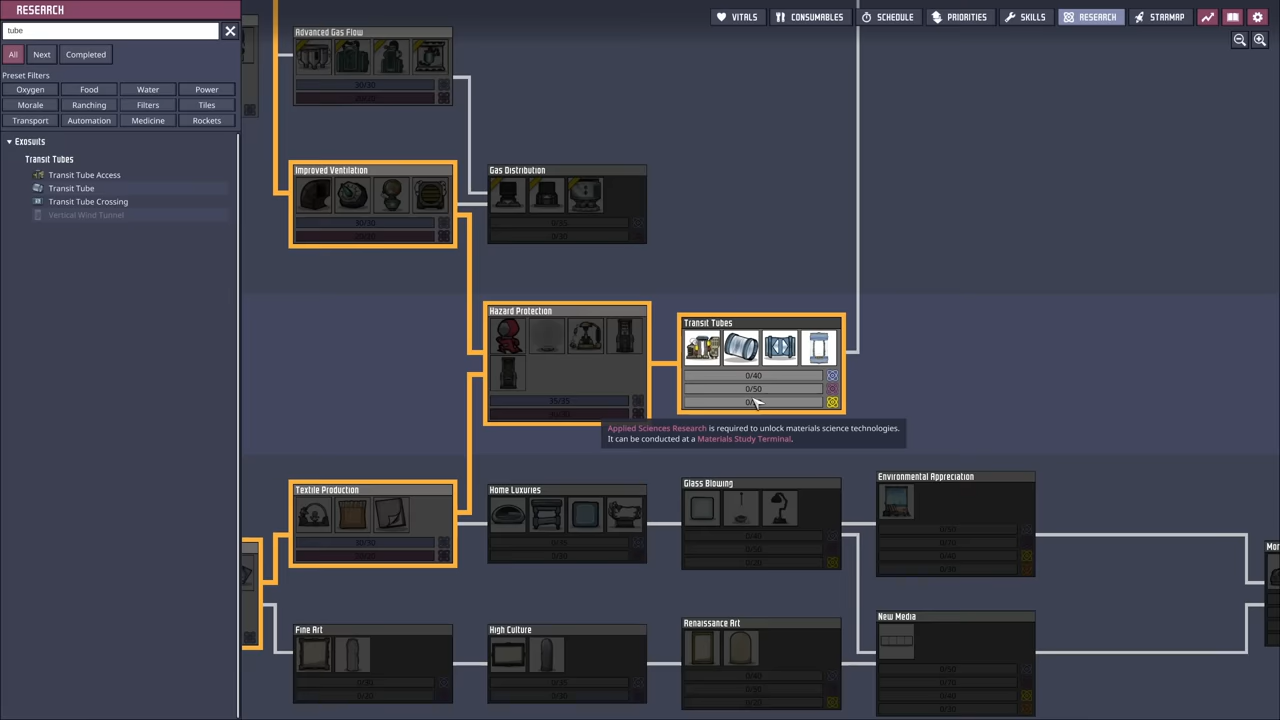 RESEARCH
tube
All
Next
Completed
Preset Filters
Oxygen
Food
Water
Power
Morale
Ranching
Filters
Tiles
Transport
Automation
Medicine
Rockets
Exosuits
Transit Tubes
Transit Tube Access
Transit Tube
Transit Tube Crossing
Vertical Wind Tunnel
VITALS
CONSUMABLES
SCHEDULE
PRIORITIES
SKILLS
RESEARCH
STARMAP
Advanced Gas Flow
Improved Ventilation
30/30
Gas Distribution
Hazard Protection
35/35
Transit Tubes
0/40
0/50
Applied Sciences Research is required to unlock materials science technologies.
It can be conducted at a Materials Study Terminal.
Textile Production
Home Luxuries
Glass Blowing
Environmental Appreciation
Fine Art
High Culture
Renaissance Art
New Media